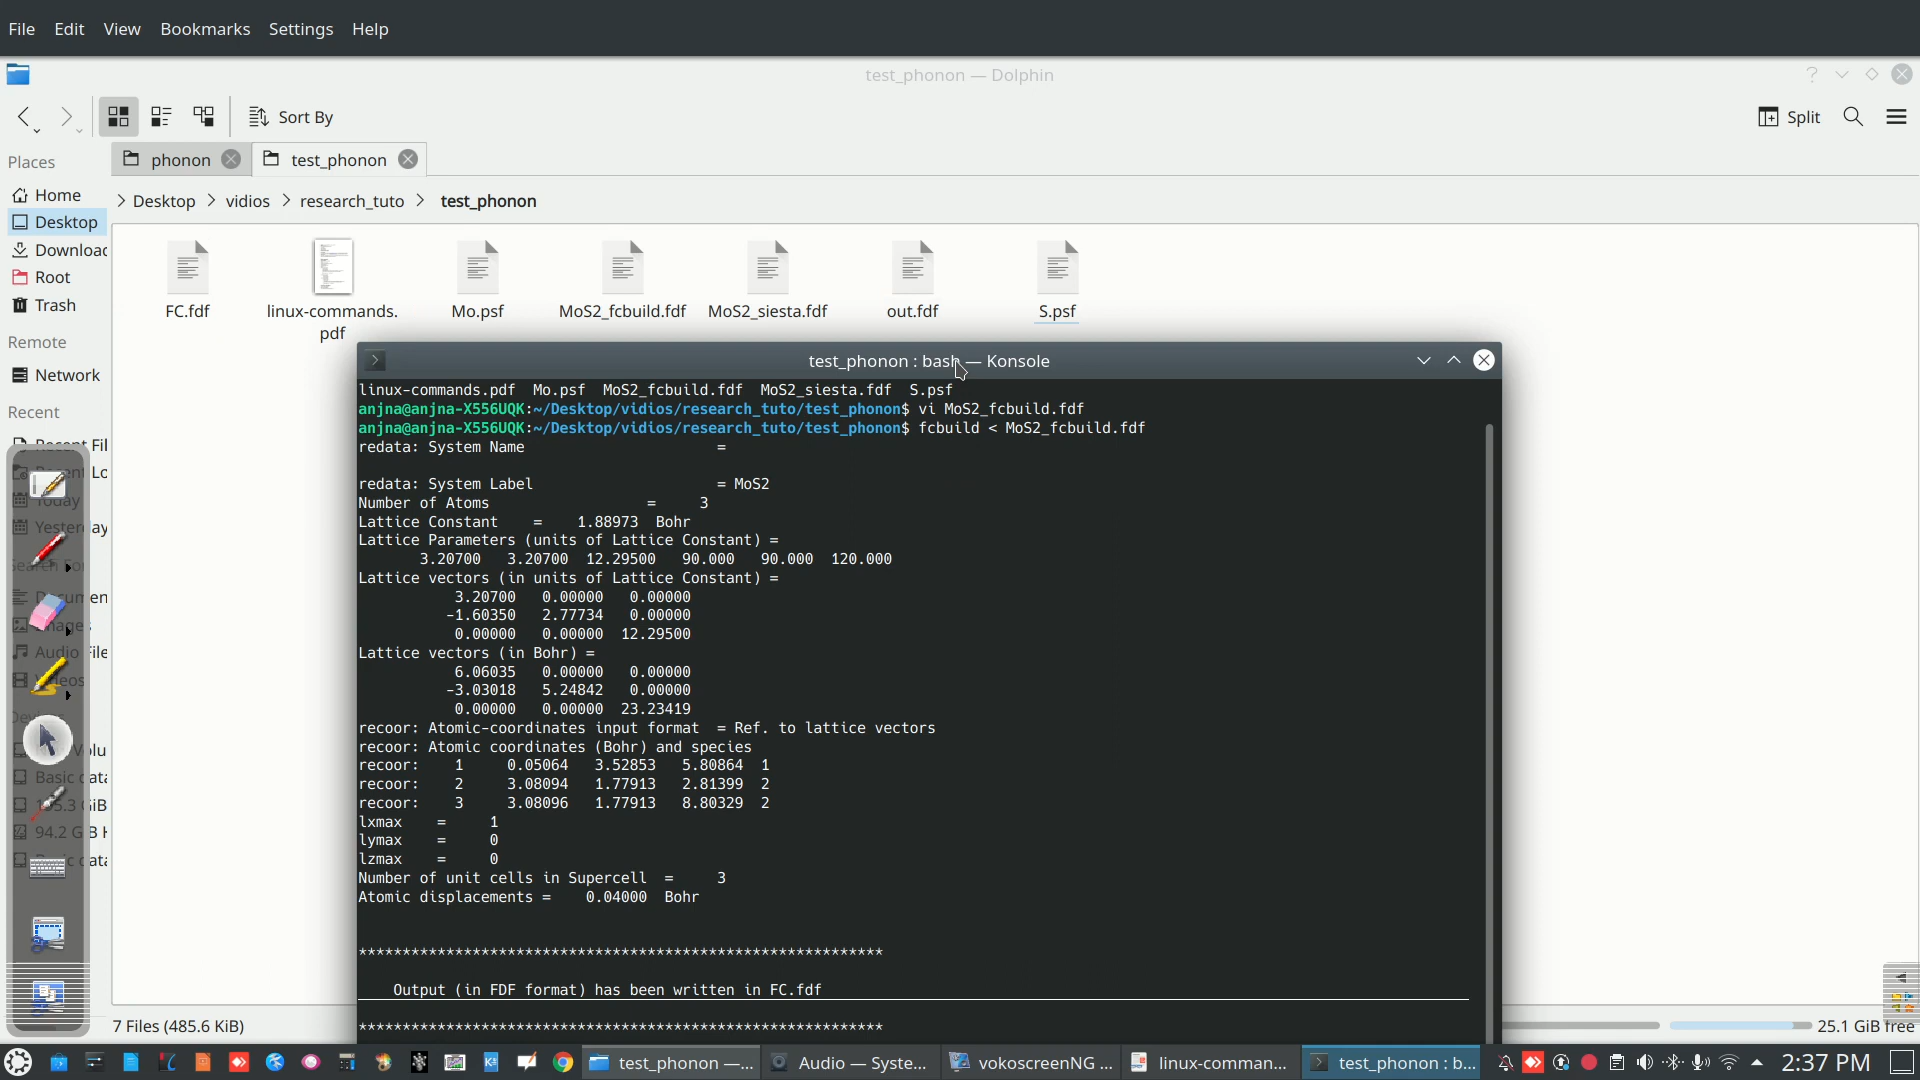 File Edit View Bookmarks Settings Help
test_phonon — Dolphin
Sort By
Split
Places
phonon
test_phonon
Home
> Desktop > vidios > research_tuto > test_phonon
Desktop
Downloac
Root
Trash
FC.fdf
linux-commands.
pdf
Mo.psf
MoS2_fcbuild.fdf
MoS2_siesta.fdf
out.fdf
S.psf
Remote
Network
Recent
test_phonon : bash — Konsole
linux-commands.pdf Mo.psf MoS2_fcbuild.fdf MoS2_siesta.fdf S.psf
anjna@anjna-X556UQK:~/Desktop/vidios/research_tuto/test_phonon$ vi MoS2_fcbuild.fdf
anjna@anjna-X556UQK:~/Desktop/vidios/research_tuto/test_phonon$ fcbuild < MoS2_fcbuild.fdf
redata: System Name =
redata: System Label = MoS2
Number of Atoms = 3
Lattice Constant = 1.88973 Bohr
Lattice Parameters (units of Lattice Constant) =
3.20700 3.20700 12.29500 90.000 90.000 120.000
Lattice vectors (in units of Lattice Constant) =
3.20700 0.00000 0.00000
-1.60350 2.77734 0.00000
0.00000 0.00000 12.29500
Lattice vectors (in Bohr) =
6.06035 0.00000 0.00000
-3.03018 5.24842 0.00000
0.00000 0.00000 23.23419
recoor: Atomic-coordinates input format = Ref. to lattice vectors
recoor: Atomic coordinates (Bohr) and species
recoor: 1 0.05064 3.52853 5.80864 1
recoor: 2 3.08094 1.77913 2.81399 2
recoor: 3 3.08096 1.77913 8.80329 2
lxmax = 1
lymax = 0
lzmax = 0
Number of unit cells in Supercell = 3
Atomic displacements = 0.04000 Bohr
************************************************************
Output (in FDF format) has been written in FC.fdf
************************************************************
7 Files (485.6 KiB)
25.1 GiB free
test_phonon —...
Audio — Syste...
vokoscreenNG ...
linux-comman...
test_phonon : b...
2:37 PM